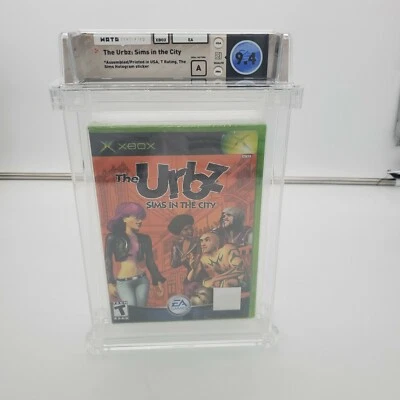 WATA
XBOX
EA
The Urbz: Sims in the City
*Assembled/Printed in USA, T Rating, The
Sims Hologram sticker
A
9.4
XBOX
The
Urbz
SIMS IN THE CITY
T
EA